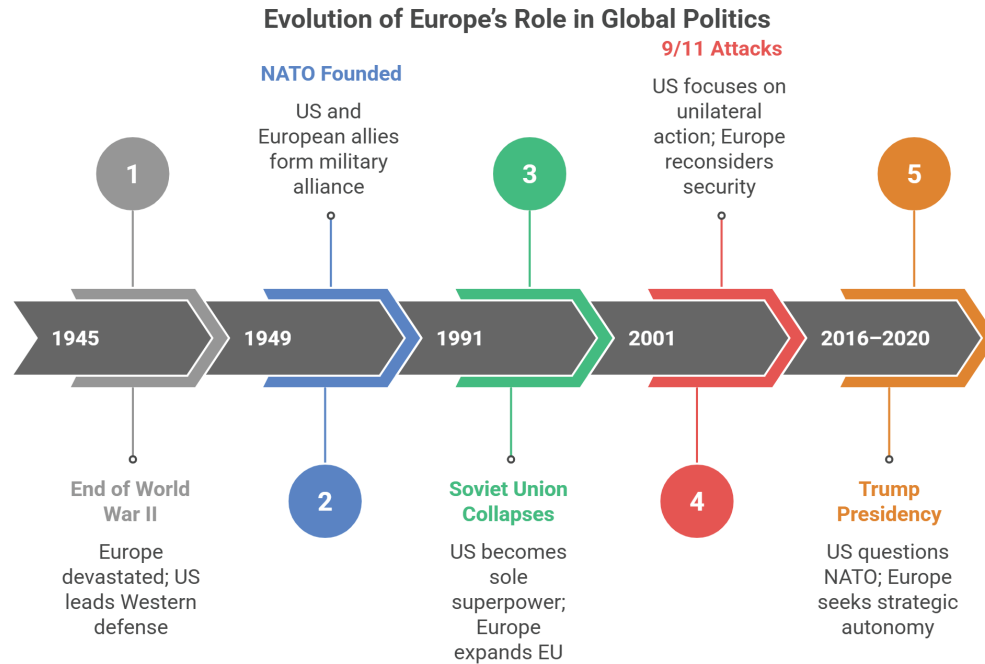 Evolution of Europe's Role in Global Politics
1
1945
End of World
War II
Europe
devastated; US
leads Western
defense
NATO Founded
US and
European allies
form military
alliance
1949
2
3
1991
Soviet Union
Collapses
US becomes
sole
superpower;
Europe
expands EU
9/11 Attacks
US focuses on
unilateral
action; Europe
reconsiders
security
2001
4
5
2016–2020
Trump
Presidency
US questions
NATO; Europe
seeks strategic
autonomy